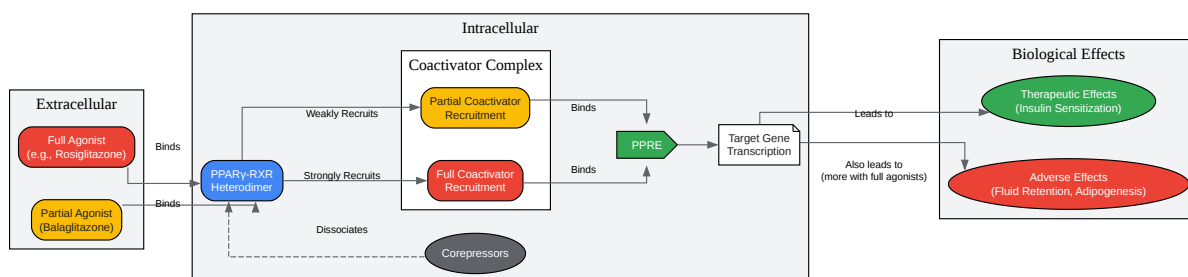 Extracellular
Full Agonist
(e.g., Rosiglitazone)
Partial Agonist
(Balaglitazone)
Binds
Binds
Intracellular
PPARγ-RXR
Heterodimer
Weakly Recruits
Strongly Recruits
Dissociates
Coactivator Complex
Partial Coactivator
Recruitment
Full Coactivator
Recruitment
Corepressors
Binds
Binds
PPRE
Target Gene
Transcription
Leads to
Also leads to
(more with full agonists)
Biological Effects
Therapeutic Effects
(Insulin Sensitization)
Adverse Effects
(Fluid Retention, Adipogenesis)